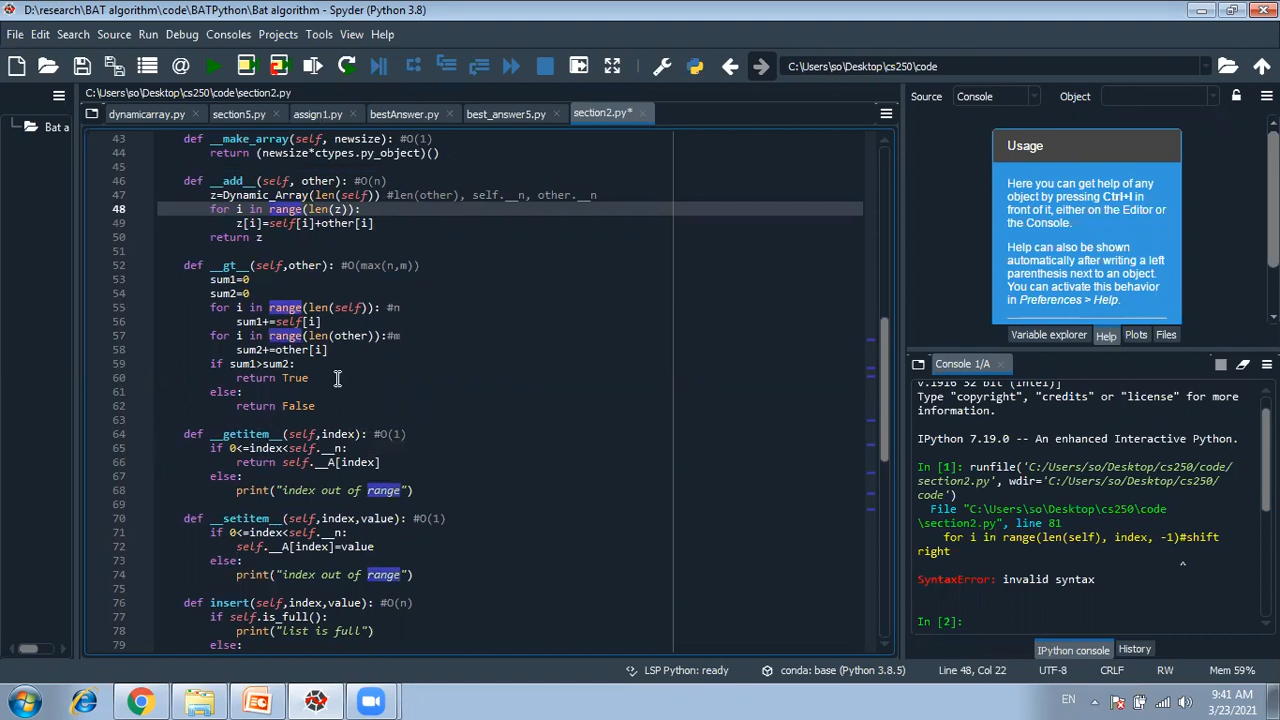 D:\research\BAT algorithm\code\BATPython\Bat algorithm - Spyder (Python 3.8)
File Edit Search Source Run Debug Consoles Projects Tools View Help
C:\Users\so\Desktop\cs250\code
C:\Users\so\Desktop\cs250\code\section2.py
dynamicarray.py section5.py assign1.py bestAnswer.py best_answer5.py section2.py*
Bat a
43 def __make_array(self, newsize): #O(1)
44 return (newsize*ctypes.py_object)()
45
46 def __add__(self, other): #O(n)
47 z=Dynamic_Array(len(self)) #len(other), self.__n, other.__n
48 for i in range(len(z)):
49 z[i]=self[i]+other[i]
50 return z
51
52 def __gt__(self,other): #O(max(n,m))
53 sum1=0
54 sum2=0
55 for i in range(len(self)): #n
56 sum1+=self[i]
57 for i in range(len(other)):#m
58 sum2+=other[i]
59 if sum1>sum2:
60 return True
61 else:
62 return False
63
64 def __getitem__(self,index): #O(1)
65 if 0<=index<self.__n:
66 return self.__A[index]
67 else:
68 print("index out of range")
69
70 def __setitem__(self,index,value): #O(1)
71 if 0<=index<self.__n:
72 self.__A[index]=value
73 else:
74 print("index out of range")
75
76 def insert(self,index,value): #O(n)
77 if self.is_full():
78 print("list is full")
79 else:
Source Console Object
Usage
Here you can get help of any
object by pressing Ctrl+I in
front of it, either on the Editor or
the Console.
Help can also be shown
automatically after writing a left
parenthesis next to an object.
You can activate this behavior
in Preferences > Help.
Variable explorer Help Plots Files
Console 1/A
v.1916 32 bit (Intel)]
Type "copyright", "credits" or "license" for more
information.
IPython 7.19.0 -- An enhanced Interactive Python.
In [1]: runfile('C:/Users/so/Desktop/cs250/code/
section2.py', wdir='C:/Users/so/Desktop/cs250/
code')
File "C:\Users\so\Desktop\cs250\code
\section2.py", line 81
for i in range(len(self), index, -1)#shift
right
^
SyntaxError: invalid syntax
In [2]:
IPython console History
LSP Python: ready conda: base (Python 3.8.5) Line 48, Col 22 UTF-8 CRLF RW Mem 59%
EN
9:41 AM
3/23/2021